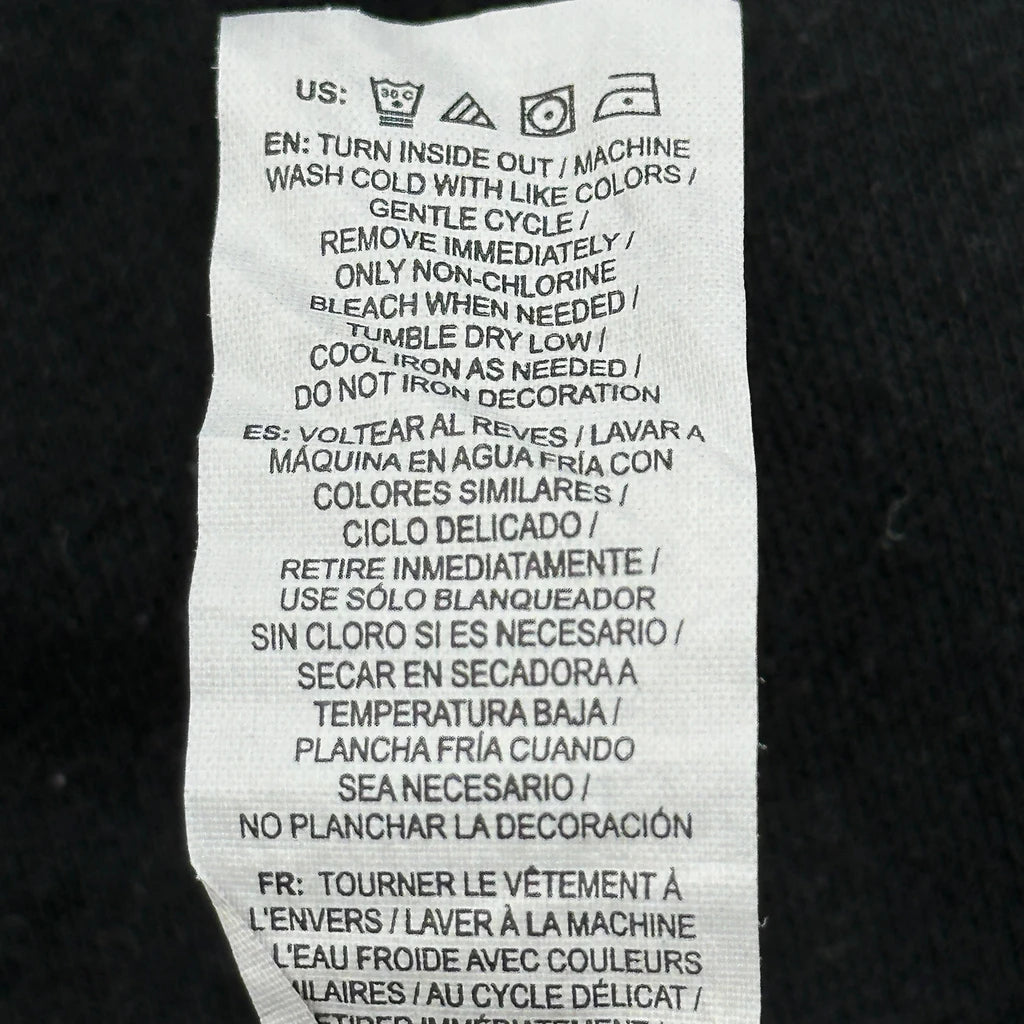 US: 30 C
EN: TURN INSIDE OUT / MACHINE
WASH COLD WITH LIKE COLORS /
GENTLE CYCLE /
REMOVE IMMEDIATELY /
ONLY NON-CHLORINE
BLEACH WHEN NEEDED /
TUMBLE DRY LOW /
COOL IRON AS NEEDED /
DO NOT IRON DECORATION
ES: VOLTEAR AL REVES / LAVAR A
MÁQUINA EN AGUA FRÍA CON
COLORES SIMILARES /
CICLO DELICADO /
RETIRE INMEDIATAMENTE /
USE SÓLO BLANQUEADOR
SIN CLORO SI ES NECESARIO /
SECAR EN SECADORA A
TEMPERATURA BAJA /
PLANCHA FRÍA CUANDO
SEA NECESARIO /
NO PLANCHAR LA DECORACIÓN
FR: TOURNER LE VÊTEMENT À
L'ENVERS / LAVER À LA MACHINE
L'EAU FROIDE AVEC COULEURS
ILAIRES / AU CYCLE DÉLICAT /